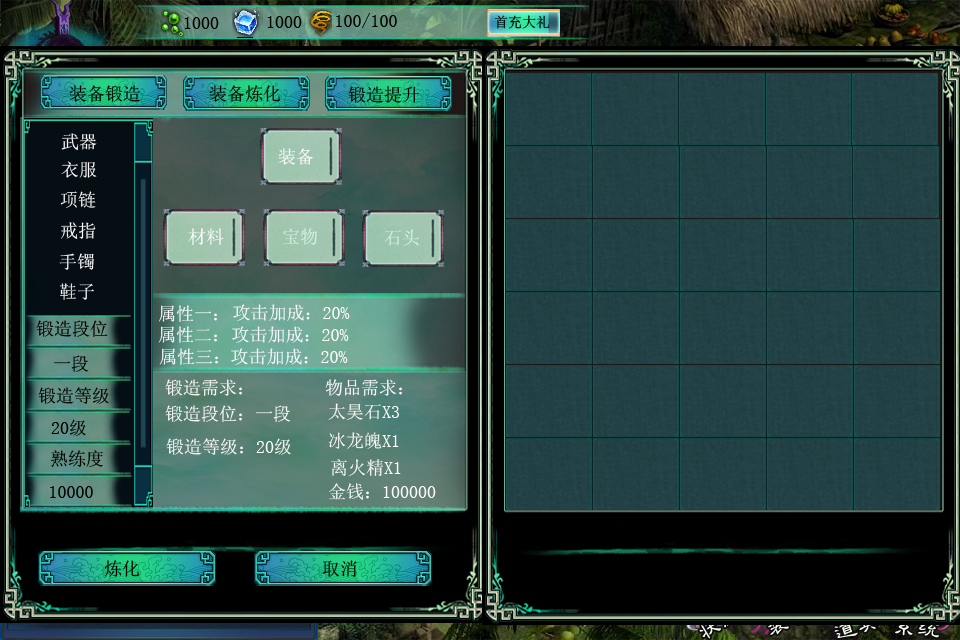 1000 1000 100/100 首充大礼
装备锻造 装备炼化 锻造提升
武器
衣服
项链
戒指
手镯
鞋子
锻造段位
一段
锻造等级
20级
熟练度
10000
装备
材料 宝物 石头
属性一：攻击加成：20%
属性二：攻击加成：20%
属性三：攻击加成：20%
锻造需求：
锻造段位：一段
锻造等级：20级
物品需求：
太昊石X3
冰龙魄X1
离火精X1
金钱：100000
炼化 取消